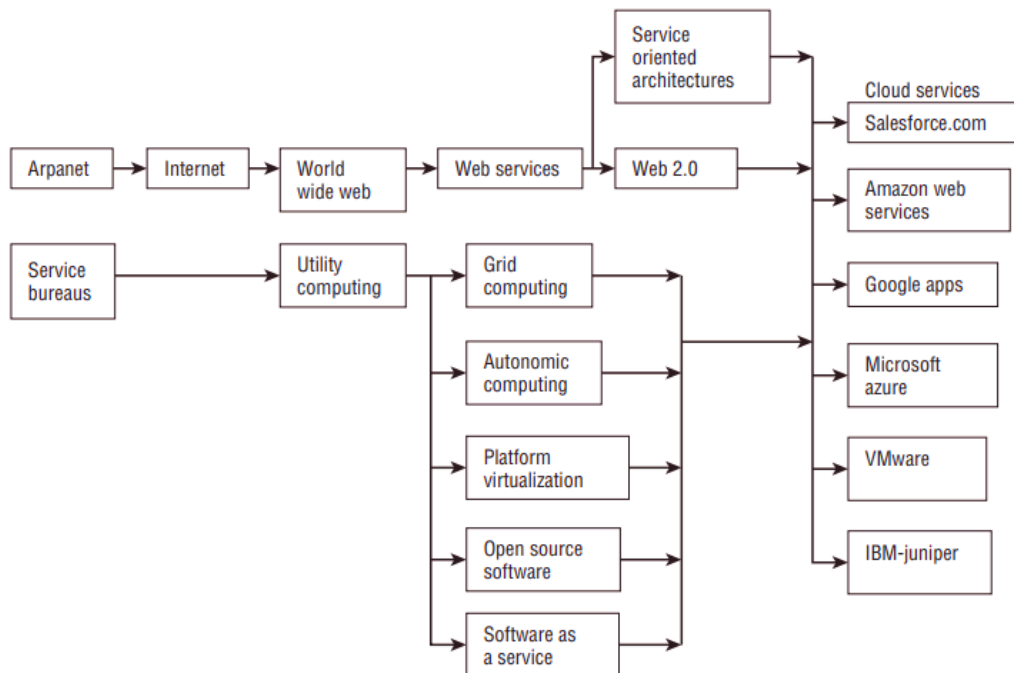 Service
oriented
architectures
Cloud services
Salesforce.com
Arpanet
Internet
World
wide web
Web services
Web 2.0
Amazon web
services
Service
bureaus
Utility
computing
Grid
computing
Google apps
Autonomic
computing
Microsoft
azure
Platform
virtualization
VMware
Open source
software
IBM-juniper
Software as
a service